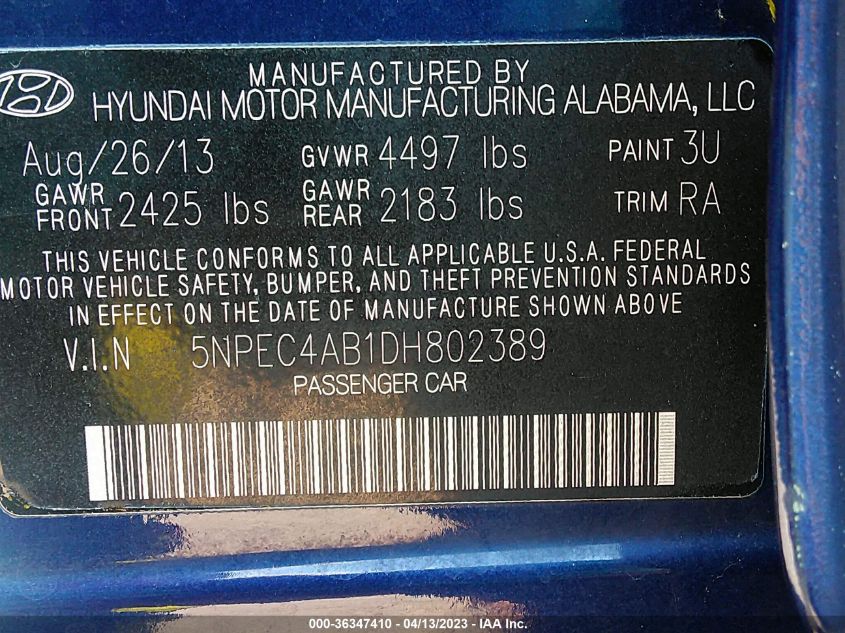 MANUFACTURED BY
HYUNDAI MOTOR MANUFACTURING ALABAMA, LLC
Aug/26/13 GVWR 4497 lbs PAINT 3U
GAWR FRONT 2425 lbs GAWR REAR 2183 lbs TRIM RA
THIS VEHICLE CONFORMS TO ALL APPLICABLE U.S.A. FEDERAL
MOTOR VEHICLE SAFETY, BUMPER, AND THEFT PREVENTION STANDARDS
IN EFFECT ON THE DATE OF MANUFACTURE SHOWN ABOVE
V.I.N 5NPEC4AB1DH802389
PASSENGER CAR
000-36347410 - 04/13/2023 - IAA Inc.